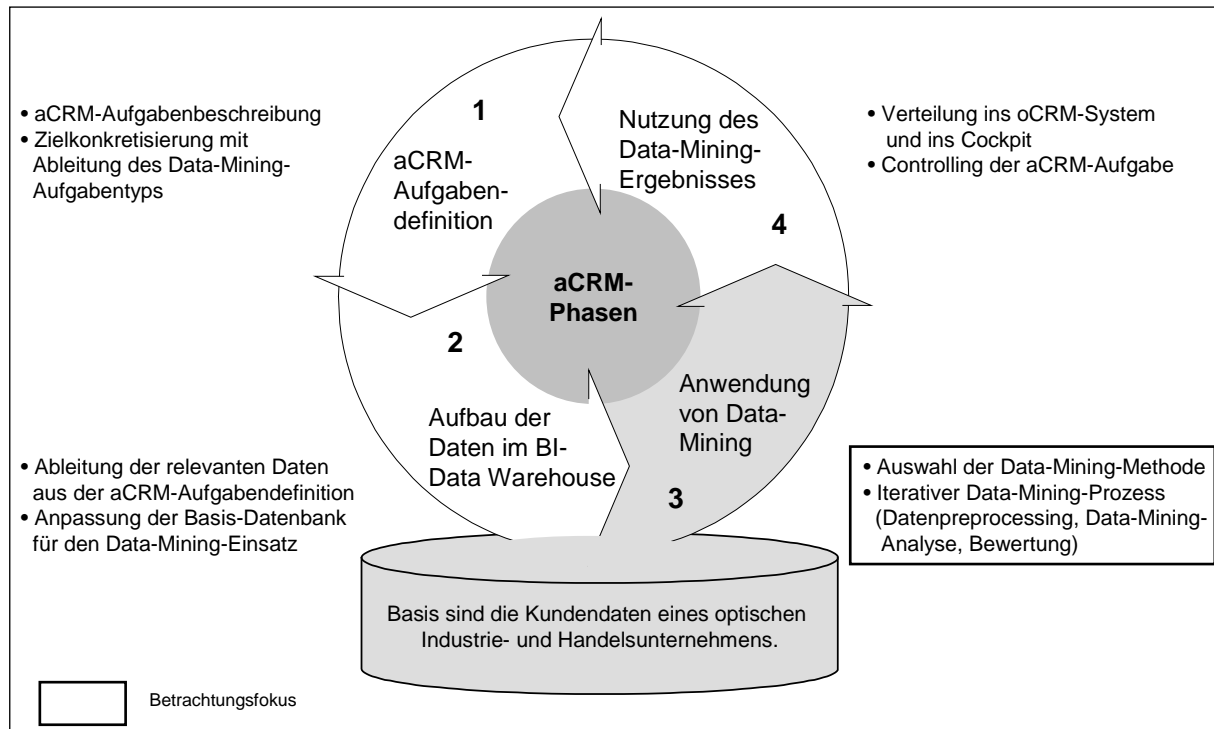 1
aCRM-
Aufgaben-
definition
• aCRM-Aufgabenbeschreibung
• Zielkonkretisierung mit
Ableitung des Data-Mining-
Aufgabentyps
Nutzung des
Data-Mining-
Ergebnisses
4
• Verteilung ins oCRM-System
und ins Cockpit
• Controlling der aCRM-Aufgabe
aCRM-
Phasen
2
Aufbau der
Daten im BI-
Data Warehouse
• Ableitung der relevanten Daten
aus der aCRM-Aufgabendefinition
• Anpassung der Basis-Datenbank
für den Data-Mining-Einsatz
Anwendung
von Data-
Mining
3
• Auswahl der Data-Mining-Methode
• Iterativer Data-Mining-Prozess
(Datenpreprocessing, Data-Mining-
Analyse, Bewertung)
Basis sind die Kundendaten eines optischen
Industrie- und Handelsunternehmens.
Betrachtungsfokus